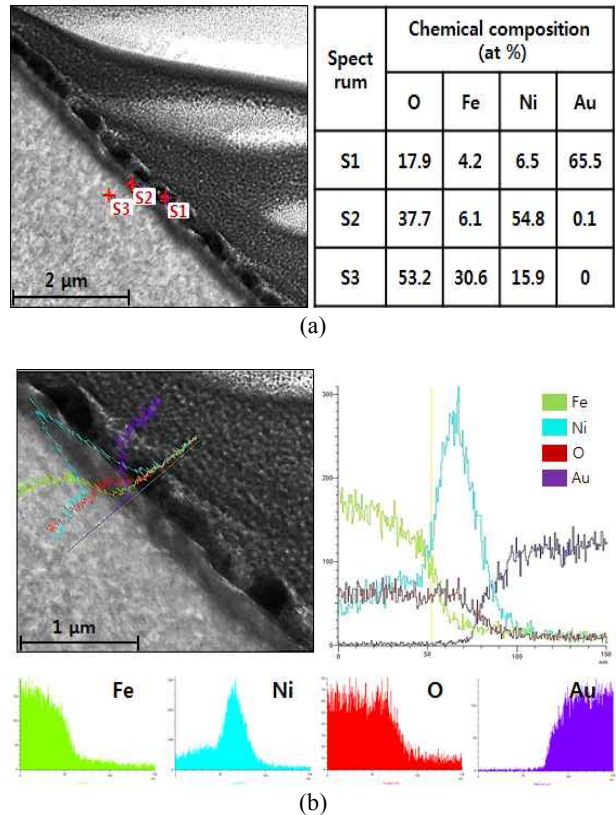 Spect
rum
Chemical composition
(at %)
O Fe Ni Au
S1 17.9 4.2 6.5 65.5
S2 37.7 6.1 54.8 0.1
S3 53.2 30.6 15.9 0
S3 S2 S1
2 µm
(a)
1 µm
300
200
100
0 50 100 150
Fe
Ni
O
Au
Fe Ni O Au
(b)